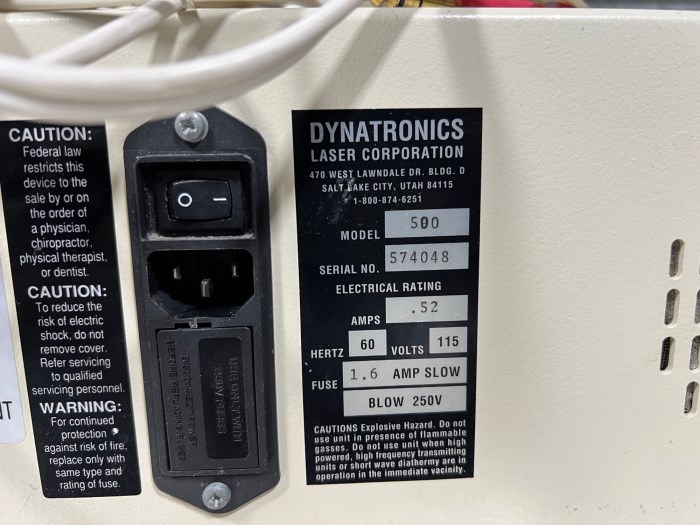 CAUTION:
Federal law
restricts this
device to the
sale by or on
the order of
a physician,
chiropractor,
physical therapist,
or dentist.
CAUTION:
To reduce the
risk of electric
shock, do not
remove cover.
Refer servicing
to qualified
servicing personnel.
WARNING:
For continued
protection
against risk of fire,
replace only with
same type and
rating of fuse.
NT
O I
USE ONLY WITH
250V FUSES
DYNATRONICS
LASER CORPORATION
470 WEST LAWNDALE DR. BLDG. D
SALT LAKE CITY, UTAH 84115
1-800-874-6251
MODEL 500
SERIAL NO. 574048
ELECTRICAL RATING
AMPS .52
HERTZ 60 VOLTS 115
FUSE 1.6 AMP SLOW
BLOW 250V
CAUTIONS Explosive Hazard. Do not
use unit in presence of flammable
gasses. Do not use unit when high
powered, high frequency transmitting
units or short wave diathermy are in
operation in the immediate vacinity.